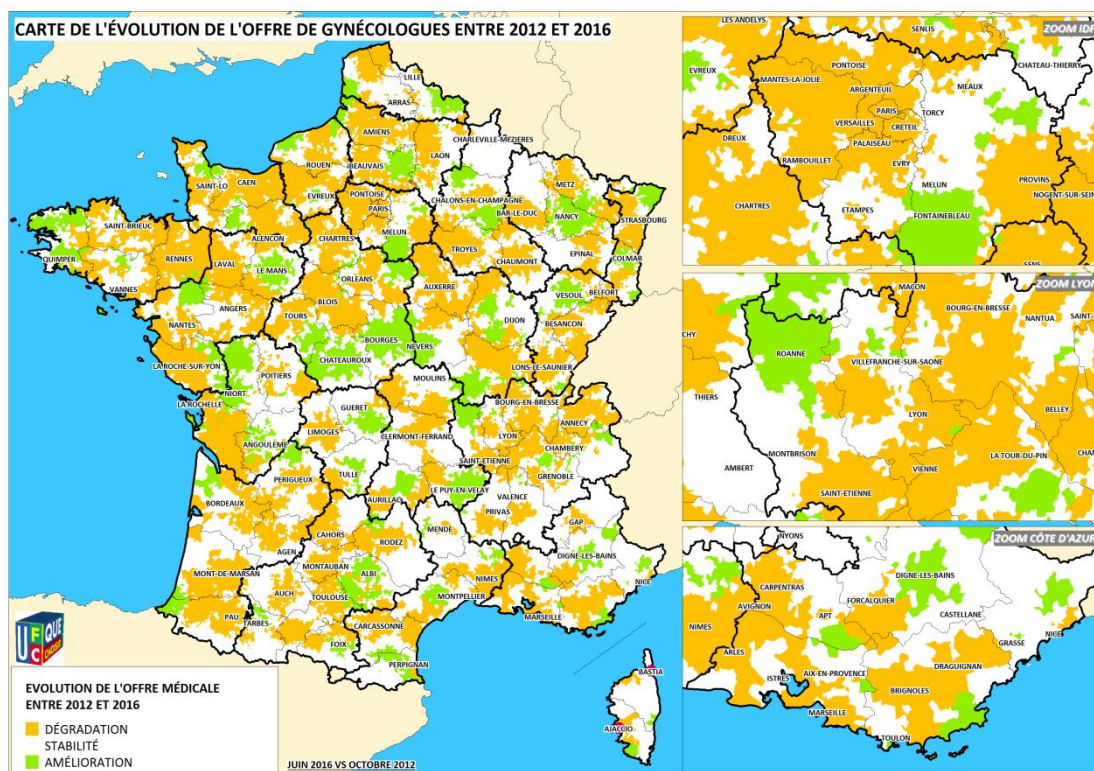 CARTE DE L'ÉVOLUTION DE L'OFFRE DE GYNÉCOLOGUES ENTRE 2012 ET 2016
LILLE
ARRAS
AMIENS
CHARLEVILLE-MEZIERES
ROUEN
BEAUVAIS
LAON
SAINT-LO
CAEN
EVREUX
PONTOISE
PARIS
CHALONS-EN-CHAMPAGNE
METZ
BAR-LE-DUC
NANCY
STRASBOURG
SAINT-BRIEUC
ALENCON
CHARTRES
MELUN
TROYES
QUIMPER
RENNES
LAVAL
LE MANS
ORLEANS
CHAUMONT
EPINAL
COLMAR
VANNES
ANGERS
BLOIS
AUXERRE
VESOUL
BELFORT
NANTES
TOURS
DIJON
BESANCON
BOURGES
NEVERS
LA ROCHE-SUR-YON
CHATEAUROUX
LONS-LE-SAUNIER
POITIERS
MOULINS
NIORT
LA ROCHELLE
GUERET
BOURG-EN-BRESSE
ANNECY
LIMOGES
CLERMONT-FERRAND
LYON
ANGOULEME
CHAMBERY
SAINT-ETIENNE
TULLE
GRENOBLE
PERIGUEUX
LE PUY-EN-VELAY
BORDEAUX
AURILLAC
VALENCE
PRIVAS
CAHORS
MENDE
GAP
AGEN
RODEZ
DIGNE-LES-BAINS
MONT-DE-MARSAN
MONTAUBAN
ALBI
NIMES
NICE
AUCH
TOULOUSE
MONTPELLIER
PAU
TARBES
MARSEILLE
CARCASSONNE
FOIX
PERPIGNAN
BASTIA
AJACCIO
UFC QUE CHOISIR
EVOLUTION DE L'OFFRE MÉDICALE
ENTRE 2012 ET 2016
DÉGRADATION
STABILITÉ
AMÉLIORATION
JUIN 2016 VS OCTOBRE 2012
ZOOM IDF
LES ANDELYS
SENLIS
CHATEAU-THIERRY
EVREUX
PONTOISE
MANTES-LA-JOLIE
MEAUX
ARGENTEUIL
PARIS
TORCY
VERSAILLES
CRETEIL
DREUX
PALAISEAU
RAMBOUILLET
EVRY
PROVINS
MELUN
NOGENT-SUR-SEIN
CHARTRES
ETAMPES
FONTAINEBLEAU
SENS
ZOOM LYON
MACON
BOURG-EN-BRESSE
NANTUA
SAINT-J
CHY
ROANNE
VILLEFRANCHE-SUR-SAONE
THIERS
LYON
BELLEY
MONTBRISON
LA TOUR-DU-PIN
CHAM
AMBERT
VIENNE
SAINT-ETIENNE
ZOOM CÔTE D'AZUR
NYONS
DIGNE-LES-BAINS
CARPENTRAS
FORCALQUIER
AVIGNON
APT
CASTELLANE
NIMES
GRASSE
NICE
ARLES
DRAGUIGNAN
ISTRES
AIX-EN-PROVENCE
BRIGNOLES
MARSEILLE
TOULON